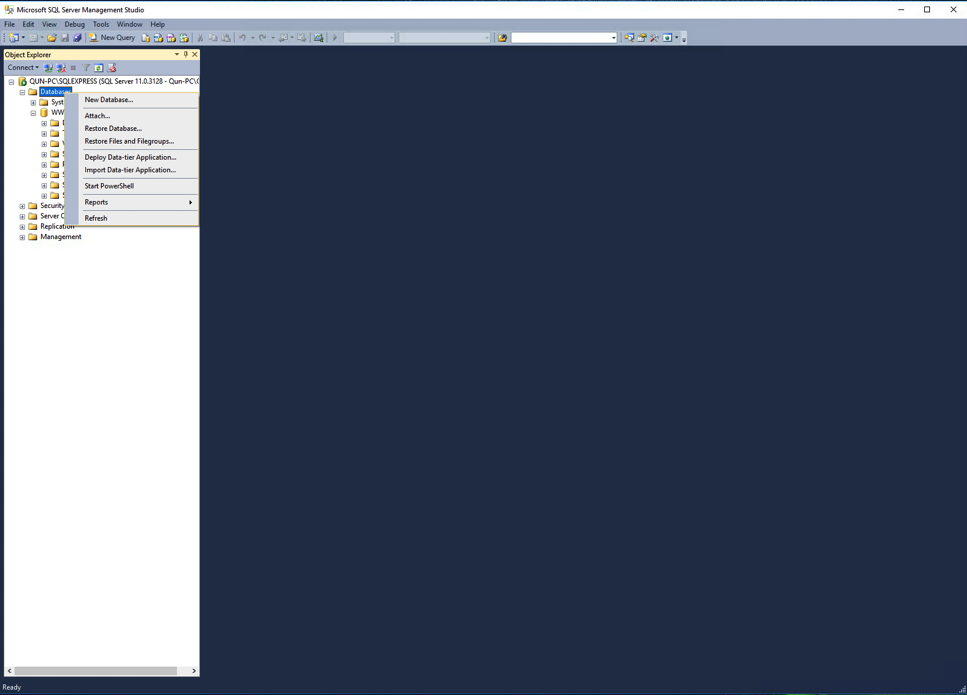 Microsoft SQL Server Management Studio
File Edit View Debug Tools Window Help
New Query
Object Explorer
Connect
QUN-PC\SQLEXPRESS (SQL Server 11.0.3128 - Qun-PC\
Databases
Syst
WW
Security
Server O
Replication
Management
New Database...
Attach...
Restore Database...
Restore Files and Filegroups...
Deploy Data-tier Application...
Import Data-tier Application...
Start PowerShell
Reports
Refresh
Ready